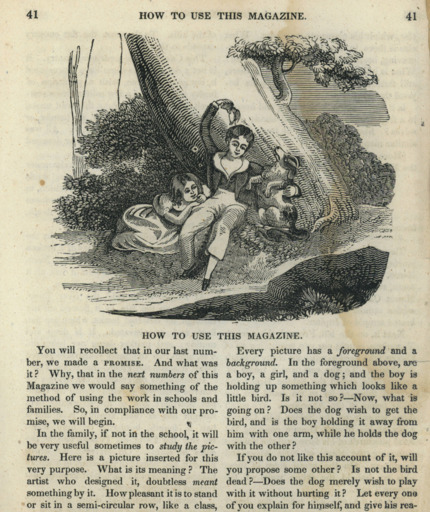 41 HOW TO USE THIS MAGAZINE. 41
HOW TO USE THIS MAGAZINE.
You will recollect that in our last num-
ber, we made a PROMISE. And what was
it? Why, that in the next numbers of this
Magazine we would say something of the
method of using the work in schools and
families. So, in compliance with our pro-
mise, we will begin.
In the family, if not in the school, it will
be very useful sometimes to study the pic-
tures. Here is a picture inserted for this
very purpose. What is its meaning? The
artist who designed it, doubtless meant
something by it. How pleasant it is to stand
or sit in a semi-circular row, like a class,
Every picture has a foreground and a
background. In the foreground above, are
a boy, a girl, and a dog; and the boy is
holding up something which looks like a
little bird. Is it not so?—Now, what is
going on? Does the dog wish to get the
bird, and is the boy holding it away from
him with one arm, while he holds the dog
with the other?
If you do not like this account of it, will
you propose some other? Is not the bird
dead?—Does the dog merely wish to play
with it without hurting it? Let every one
of you explain for himself, and give his rea-